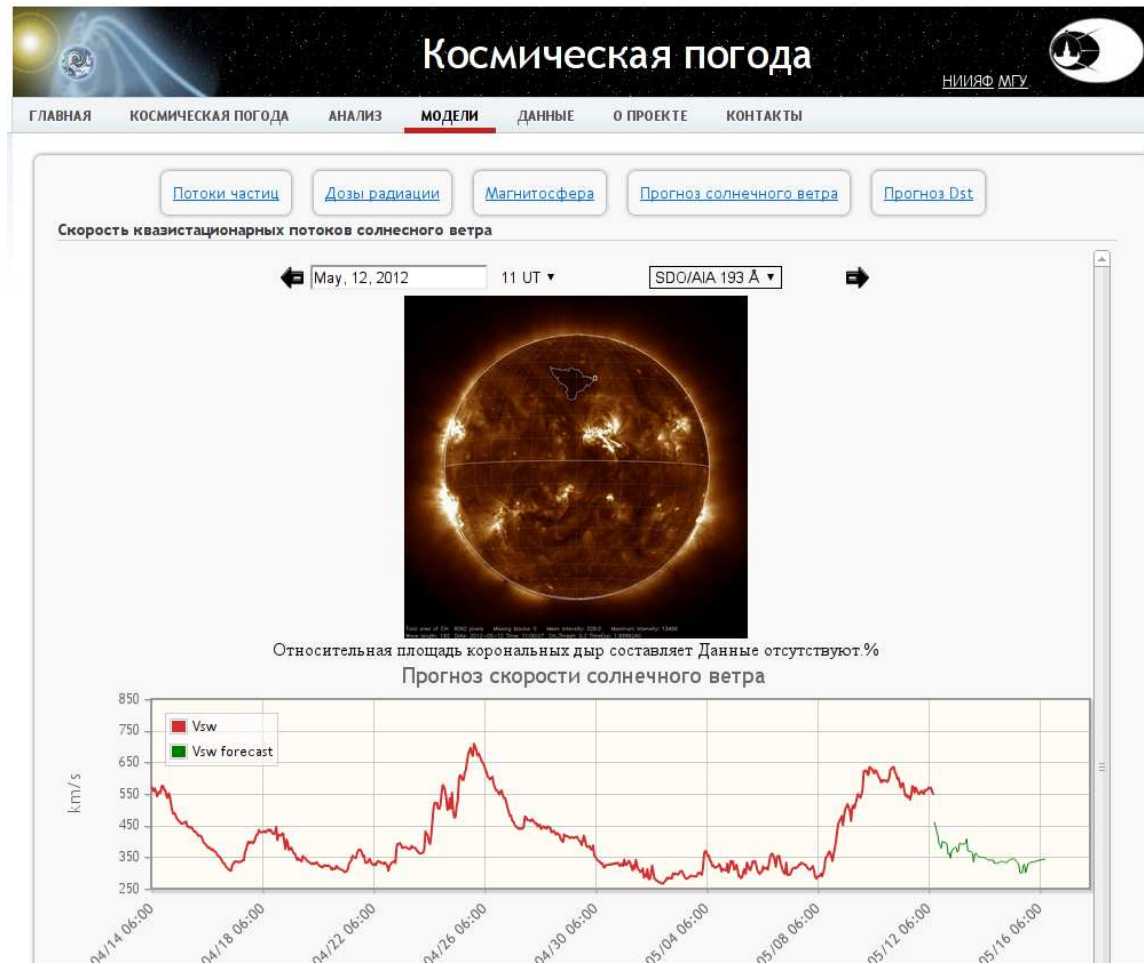 Космическая погода
НИИЯФ МГУ
ГЛАВНАЯ КОСМИЧЕСКАЯ ПОГОДА АНАЛИЗ МОДЕЛИ ДАННЫЕ О ПРОЕКТЕ КОНТАКТЫ
Потоки частиц Дозы радиации Магнитосфера Прогноз солнечного ветра Прогноз Dst
Скорость квазистационарных потоков солнесного ветра
May, 12, 2012 11 UT SDO/AIA 193 Å
Относительная площадь корональных дыр составляет Данные отсутствуют.%
Прогноз скорости солнечного ветра
850
750
650
550
450
350
250
km/s
Vsw
Vsw forecast
04/14 06:00 04/18 06:00 04/22 06:00 04/26 06:00 04/30 06:00 05/04 06:00 05/08 06:00 05/12 06:00 05/16 06:00